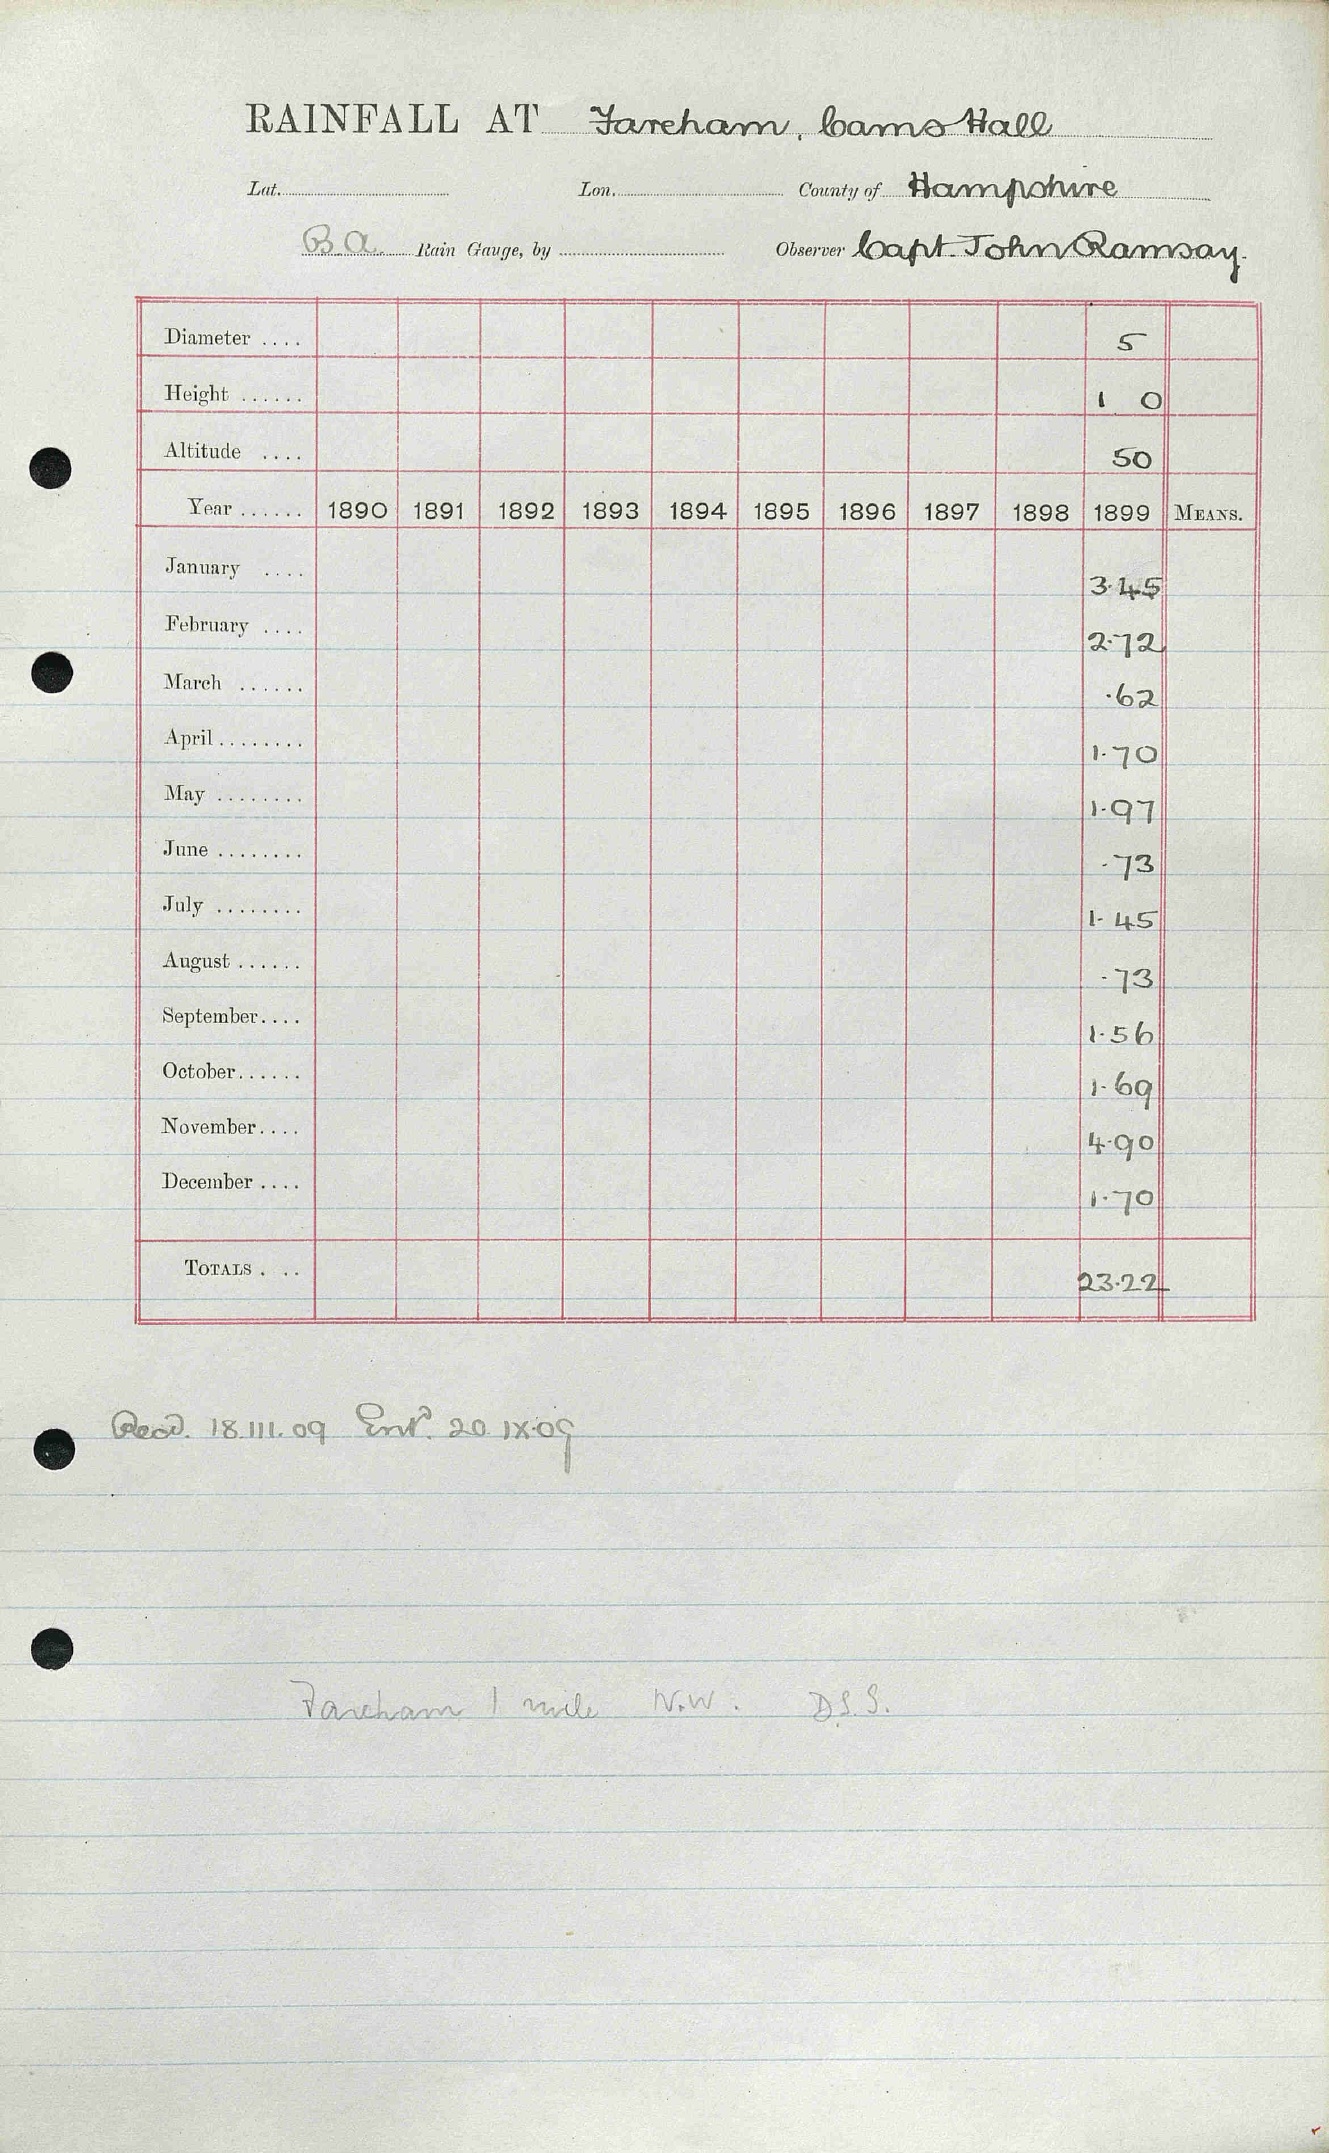 RAINFALL AT Fareham, Cams Hall
Lat. Lon. County of Hampshire
B.A. Rain Gauge, by Observer Capt. John Ramsay.
Diameter .... 5
Height ...... 1 0
Altitude .... 50
Year ...... 1890 1891 1892 1893 1894 1895 1896 1897 1898 1899 MEANS.
January .... 3.45
February .... 2.72
March ...... .62
April ........ 1.70
May ........ 1.97
June ........ .73
July ........ 1.45
August ...... .73
September.... 1.56
October...... 1.69
November.... 4.90
December .... 1.70
TOTALS . .. 23.22
Recd. 18.III.09 Entd. 20.IX.09
Fareham 1 mile N.W. D.S.S.